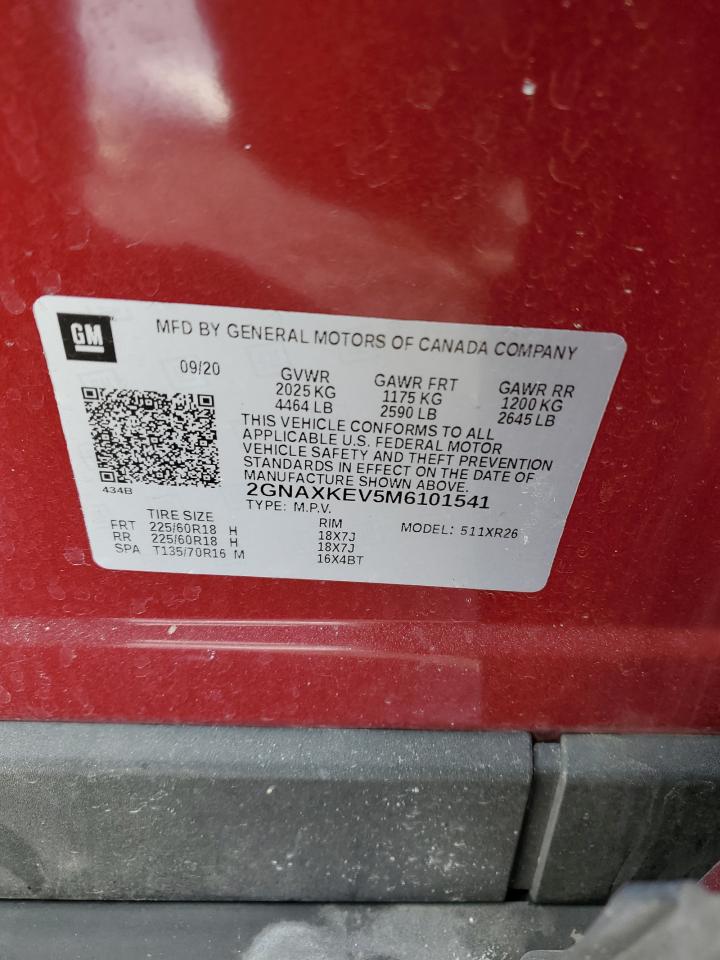 GM
MFD BY GENERAL MOTORS OF CANADA COMPANY
09/20 GVWR GAWR FRT GAWR RR
2025 KG 1175 KG 1200 KG
4464 LB 2590 LB 2645 LB
THIS VEHICLE CONFORMS TO ALL
APPLICABLE U.S. FEDERAL MOTOR
VEHICLE SAFETY AND THEFT PREVENTION
STANDARDS IN EFFECT ON THE DATE OF
MANUFACTURE SHOWN ABOVE.
434B
2GNAXKEV5M6101541
TYPE: M.P.V. MODEL: 511XR26
TIRE SIZE RIM
FRT 225/60R18 H 18X7J
RR 225/60R18 H 18X7J
SPA T135/70R16 M 16X4BT